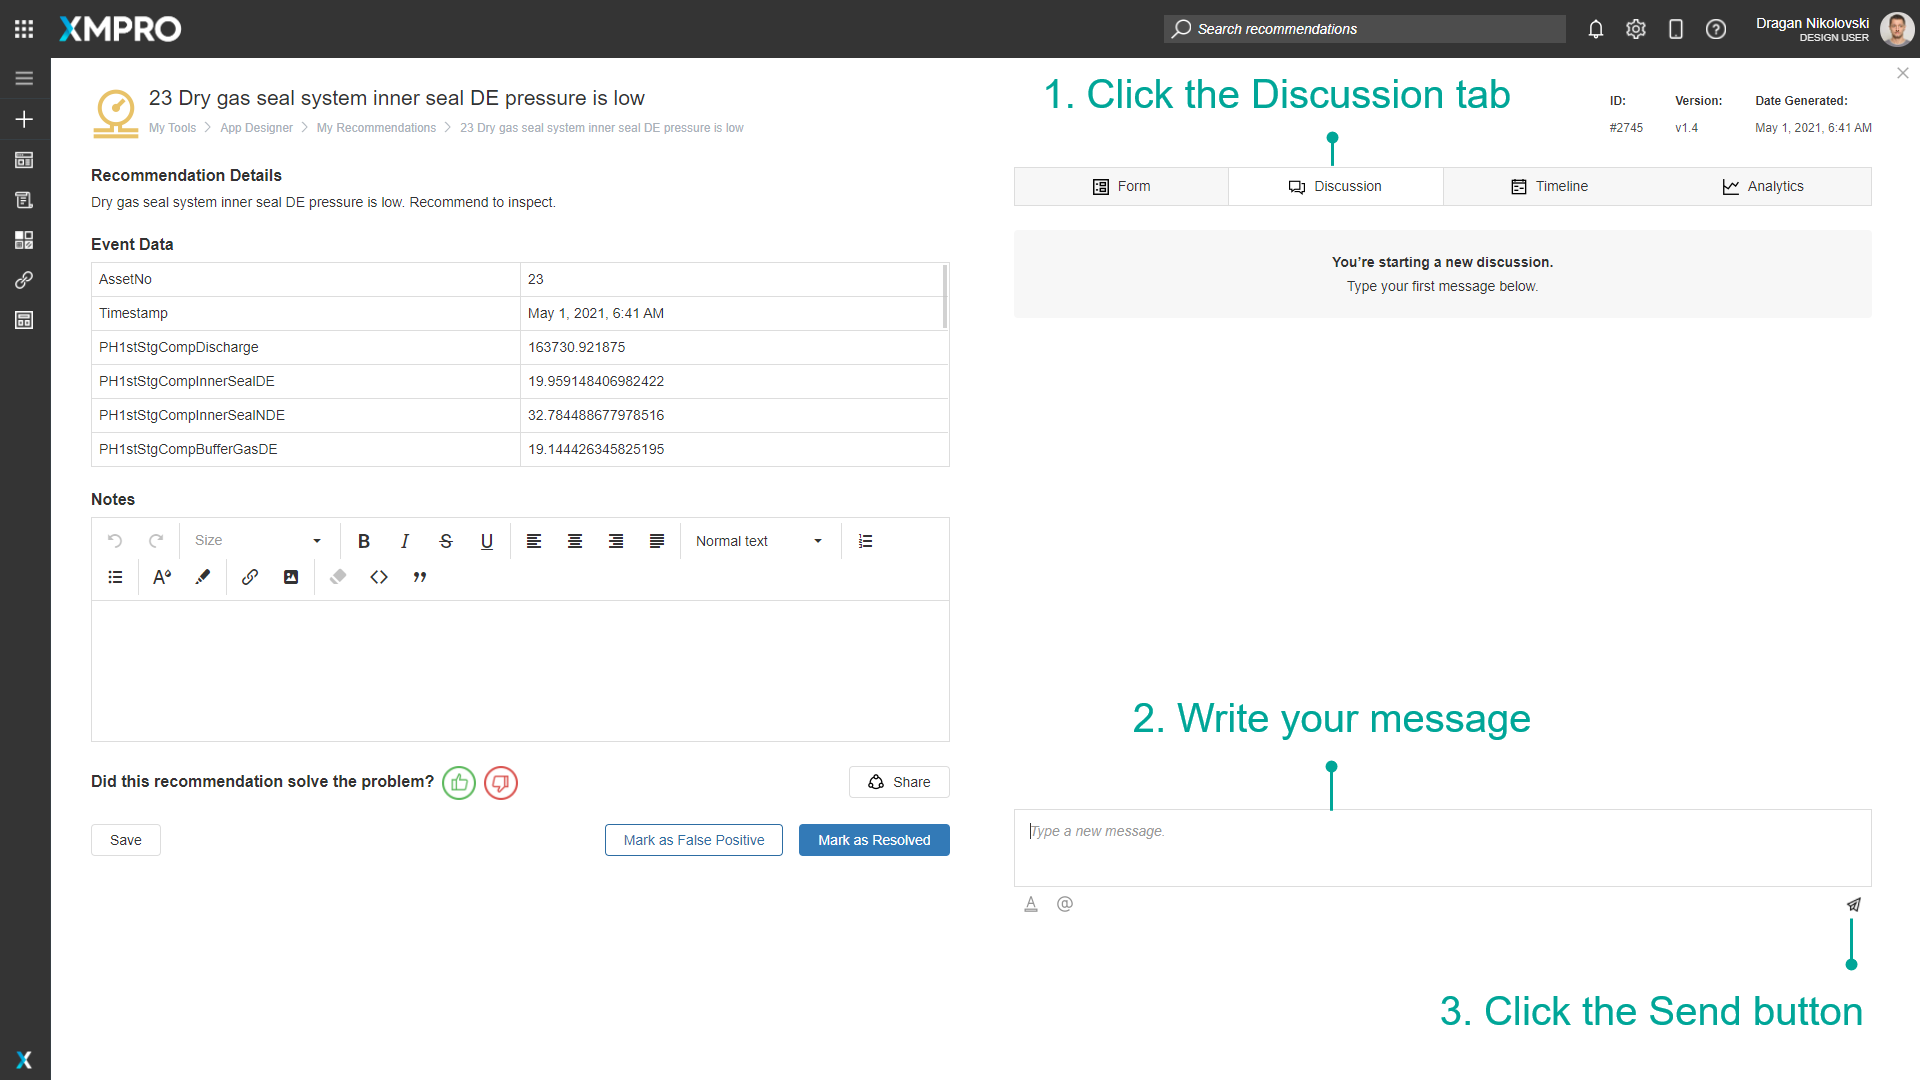 XMPRO
Search recommendations
Dragan Nikolovski
DESIGN USER
23 Dry gas seal system inner seal DE pressure is low
My Tools > App Designer > My Recommendations > 23 Dry gas seal system inner seal DE pressure is low
1. Click the Discussion tab
ID: Version: Date Generated:
#2745 v1.4 May 1, 2021, 6:41 AM
Recommendation Details
Dry gas seal system inner seal DE pressure is low. Recommend to inspect.
Event Data
AssetNo 23
Timestamp May 1, 2021, 6:41 AM
PH1stStgCompDischarge 163730.921875
PH1stStgCompInnerSealDE 19.959148406982422
PH1stStgCompInnerSealNDE 32.784488677978516
PH1stStgCompBufferGasDE 19.144426345825195
Notes
Size B I S U Normal text
Did this recommendation solve the problem?
Share
Save
Mark as False Positive
Mark as Resolved
Form Discussion Timeline Analytics
You're starting a new discussion.
Type your first message below.
2. Write your message
Type a new message.
A @
3. Click the Send button